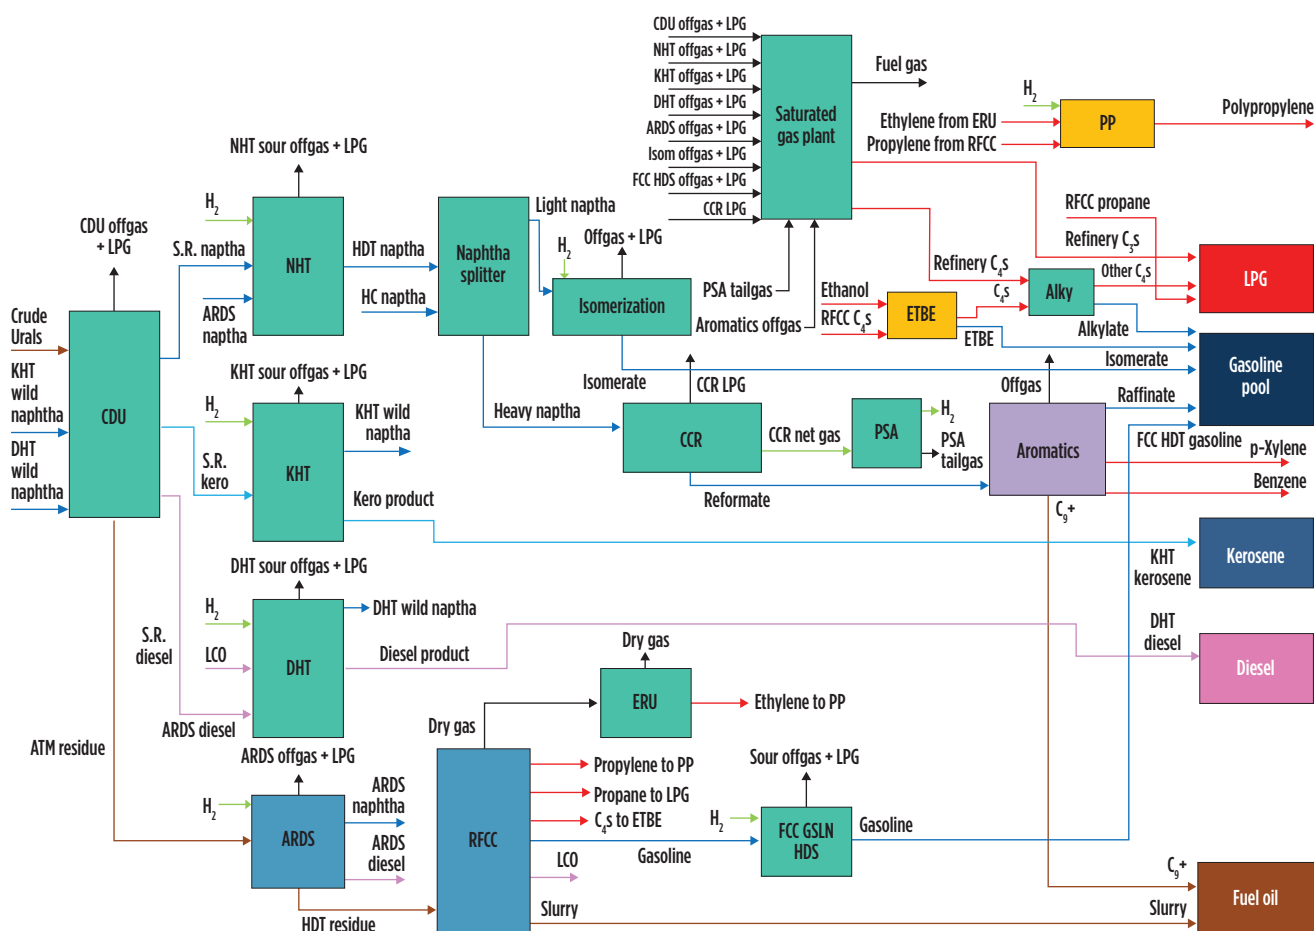 CDU offgas + LPG
NHT offgas + LPG
KHT offgas + LPG
DHT offgas + LPG
ARDS offgas + LPG
Isom offgas + LPG
FCC HDS offgas + LPG
CCR LPG
Saturated
gas plant
Fuel gas
H2
Ethylene from ERU
Propylene from RFCC
PP
Polypropylene
NHT sour offgas + LPG
CDU offgas
+ LPG
H2
S.R. naptha
NHT
ARDS
naptha
HDT naptha
HC naptha
Naphtha
splitter
Light naptha
H2
Offgas + LPG
Isomerization
PSA tailgas
Aromatics offgas
Ethanol
RFCC C4s
ETBE
Refinery C4s
C4s
ETBE
Alky
Other C4s
Alkylate
RFCC propane
Refinery C3s
LPG
Crude
Urals
KHT
wild
naphtha
DHT
wild
naphtha
CDU
KHT sour offgas + LPG
H2
KHT
wild
naptha
S.R.
kero
KHT
Kero product
Heavy naptha
Isomerate
CCR LPG
CCR
CCR net gas
PSA
H2
PSA
tailgas
Reformate
Offgas
Aromatics
C9+
Isomerate
Raffinate
FCC HDT gasoline
Gasoline
pool
p-Xylene
Benzene
KHT
kerosene
Kerosene
DHT sour offgas + LPG
H2
DHT wild naptha
LCO
DHT
Diesel product
S.R.
diesel
ARDS diesel
DHT
diesel
Diesel
Dry gas
ERU
Ethylene to PP
Dry gas
ATM residue
ARDS offgas + LPG
H2
ARDS
ARDS
naphtha
ARDS
diesel
HDT residue
RFCC
Propylene to PP
Propane to LPG
C4s to ETBE
Gasoline
LCO
Slurry
Sour offgas + LPG
H2
FCC GSLN
HDS
Gasoline
C9+
Slurry
Fuel oil